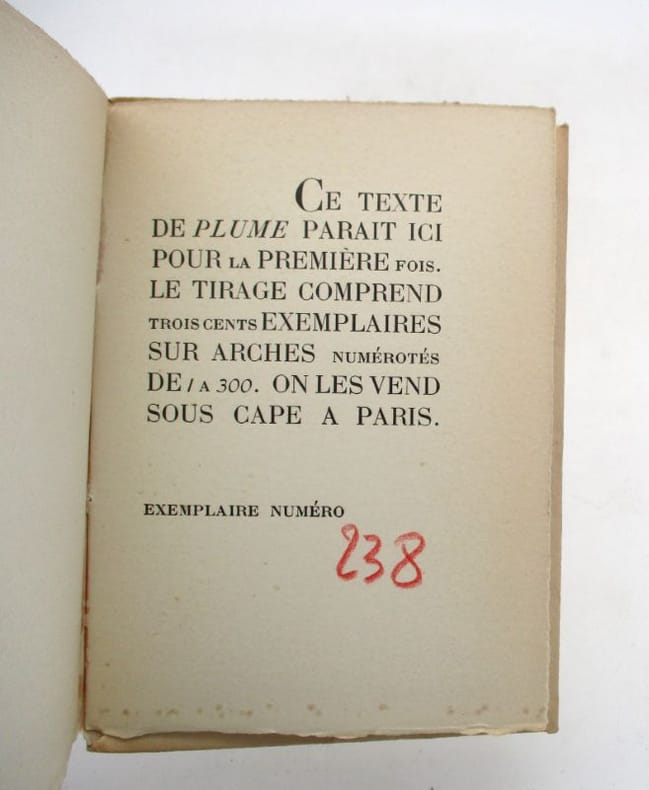 CE TEXTE
DE PLUME PARAIT ICI
POUR LA PREMIÈRE FOIS.
LE TIRAGE COMPREND
TROIS CENTS EXEMPLAIRES
SUR ARCHES NUMÉROTÉS
DE 1 A 300. ON LES VEND
SOUS CAPE A PARIS.
EXEMPLAIRE NUMÉRO
238